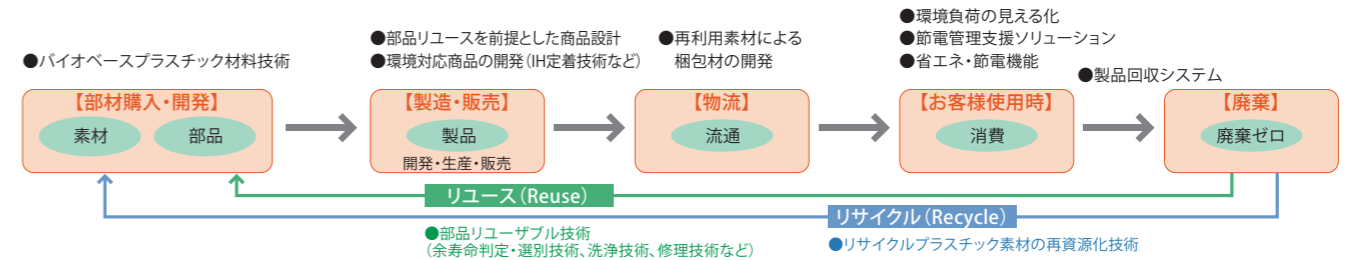 ●バイオベースプラスチック材料技術
●部品リユースを前提とした商品設計
●環境対応商品の開発(IH定着技術など)
●再利用素材による
梱包材の開発
●環境負荷の見える化
●節電管理支援ソリューション
●省エネ・節電機能
●製品回収システム
【部材購入・開発】
素材
部品
【製造・販売】
製品
開発・生産・販売
【物流】
流通
【お客様使用時】
消費
【廃棄】
廃棄ゼロ
リユース(Reuse)
リサイクル(Recycle)
●部品リユーザブル技術
(余寿命判定・選別技術、洗浄技術、修理技術など)
●リサイクルプラスチック素材の再資源化技術